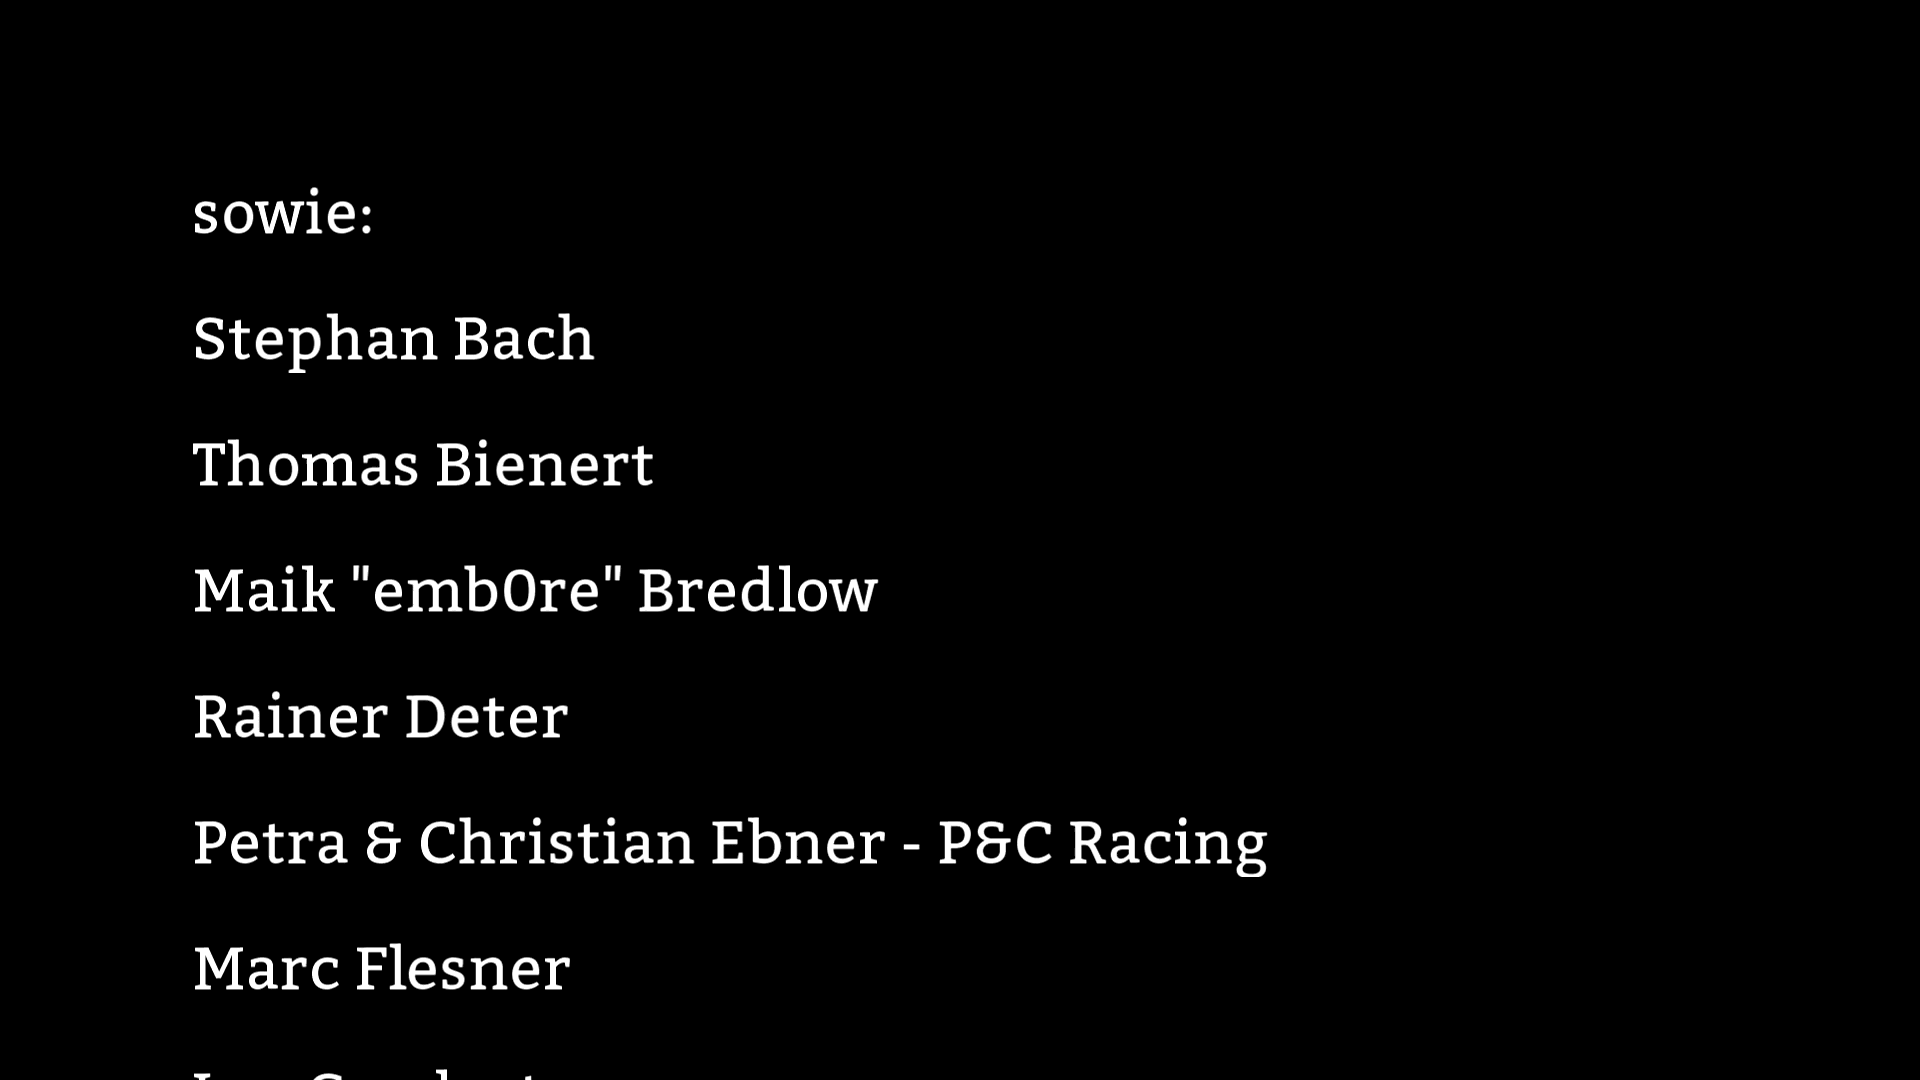 sowie:
Stephan Bach
Thomas Bienert
Maik "emb0re" Bredlow
Rainer Deter
Petra & Christian Ebner - P&C Racing
Marc Flesner